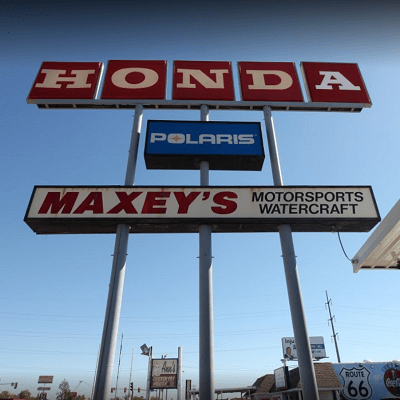 HONDA
POLARIS
MAXEY'S
MOTORSPORTS
WATERCRAFT
ROUTE
66